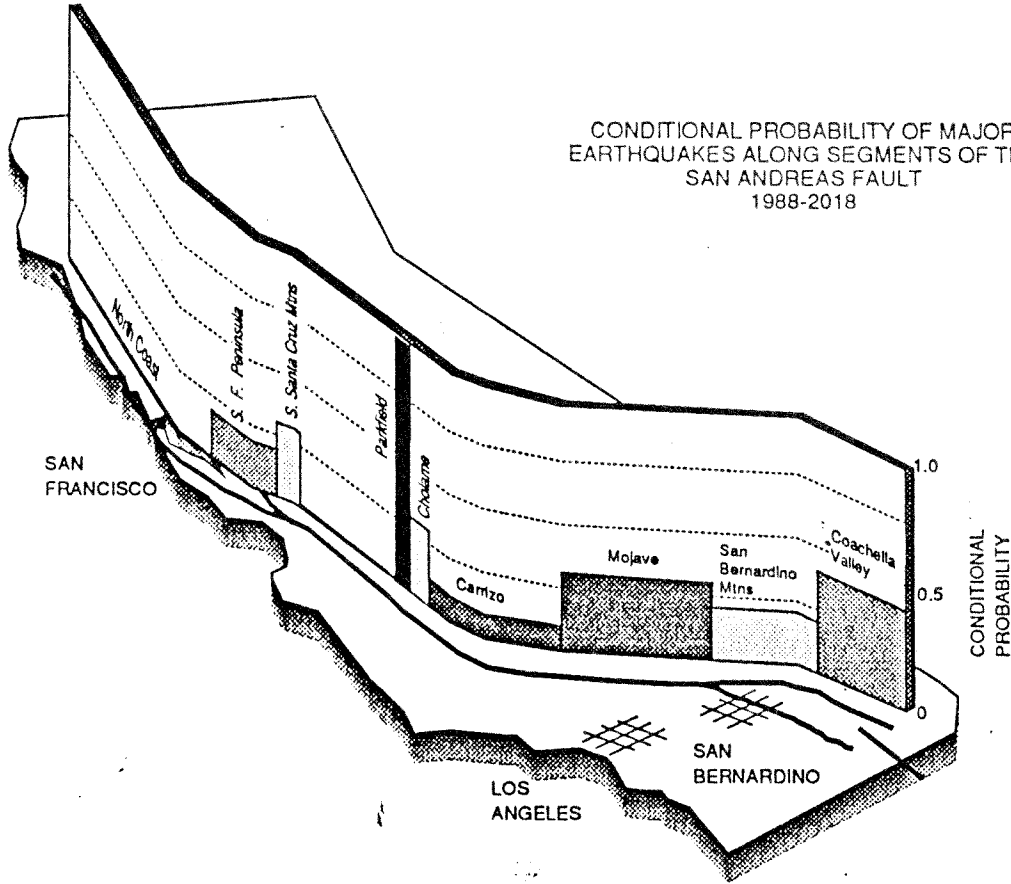 CONDITIONAL PROBABILITY OF MAJOR
EARTHQUAKES ALONG SEGMENTS OF
SAN ANDREAS FAULT
1988-2018
North Coast
S. F. Peninsula
S. Santa Cruz Mtns
Parkfield
Cholame
Carrizo
Mojave
San
Bernardino
Mtns
Coachella
Valley
1.0
0.5
0
CONDITIONAL
PROBABILITY
SAN
FRANCISCO
LOS
ANGELES
SAN
BERNARDINO